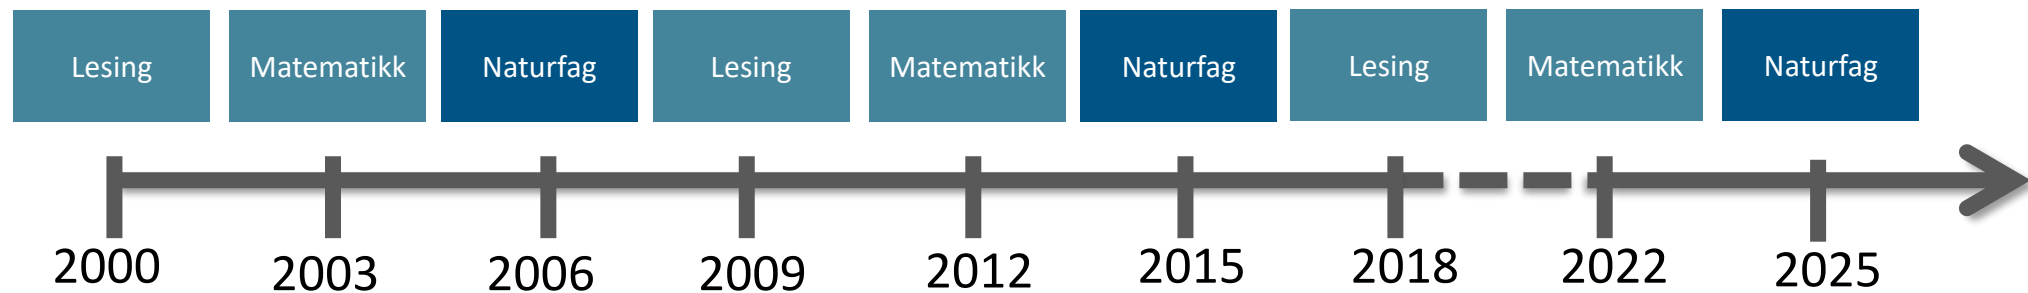 Lesing
Matematikk
Naturfag
Lesing
Matematikk
Naturfag
Lesing
Matematikk
Naturfag
2000
2003
2006
2009
2012
2015
2018
2022
2025